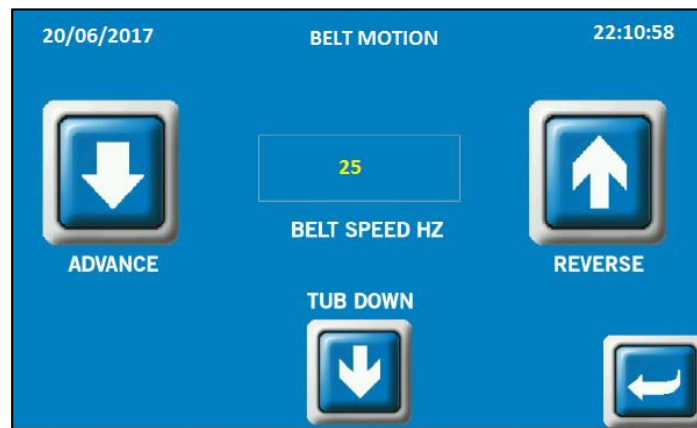 20/06/2017 BELT MOTION 22:10:58
25
BELT SPEED HZ
ADVANCE REVERSE
TUB DOWN